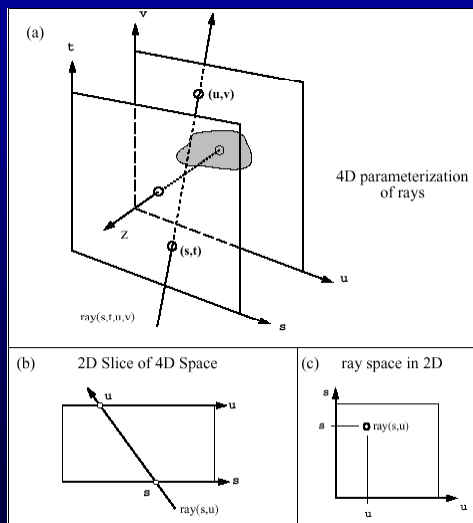 (a)
v
t
(u,v)
4D parameterization
of rays
z
(s,t)
u
ray(s,t,u,v)
s
(b) 2D Slice of 4D Space
u
u
s
s
ray(s,u)
(c) ray space in 2D
s
s
ray(s,u)
u
u